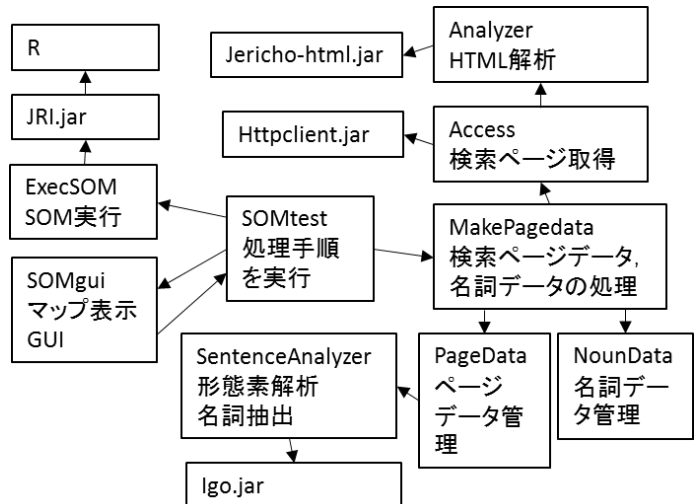 R
JRI.jar
ExecSOM
SOM実行
SOMgui
マップ表示
GUI
Jericho-html.jar
Httpclient.jar
SOMtest
処理手順
を実行
Analyzer
HTML解析
Access
検索ページ取得
MakePagedata
検索ページデータ,
名詞データの処理
SentenceAnalyzer
形態素解析
名詞抽出
PageData
ページ
データ管
理
NounData
名詞デー
タ管理
Igo.jar